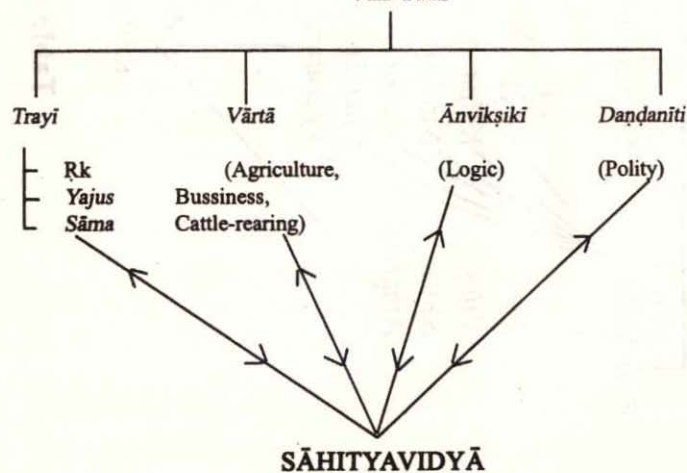 Trayī Vārtā Ānvīkṣikī Daṇḍanīti
Ṛk (Agriculture, (Logic) (Polity)
Yajus Bussiness,
Sāma Cattle-rearing)
SĀHITYAVIDYĀ